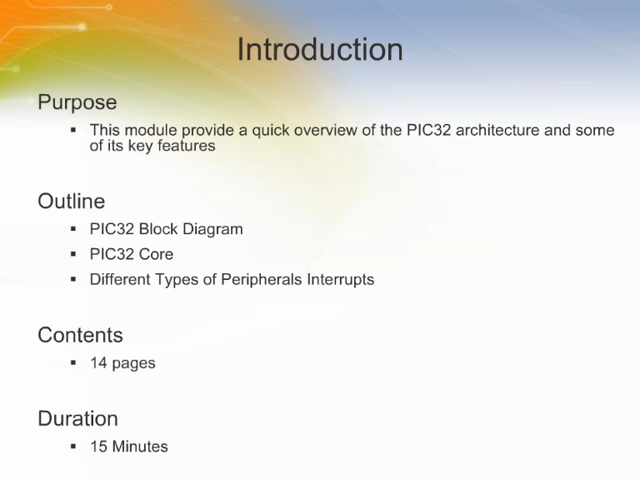 Introduction
Purpose
▪ This module provide a quick overview of the PIC32 architecture and some
of its key features
Outline
▪ PIC32 Block Diagram
▪ PIC32 Core
▪ Different Types of Peripherals Interrupts
Contents
▪ 14 pages
Duration
▪ 15 Minutes